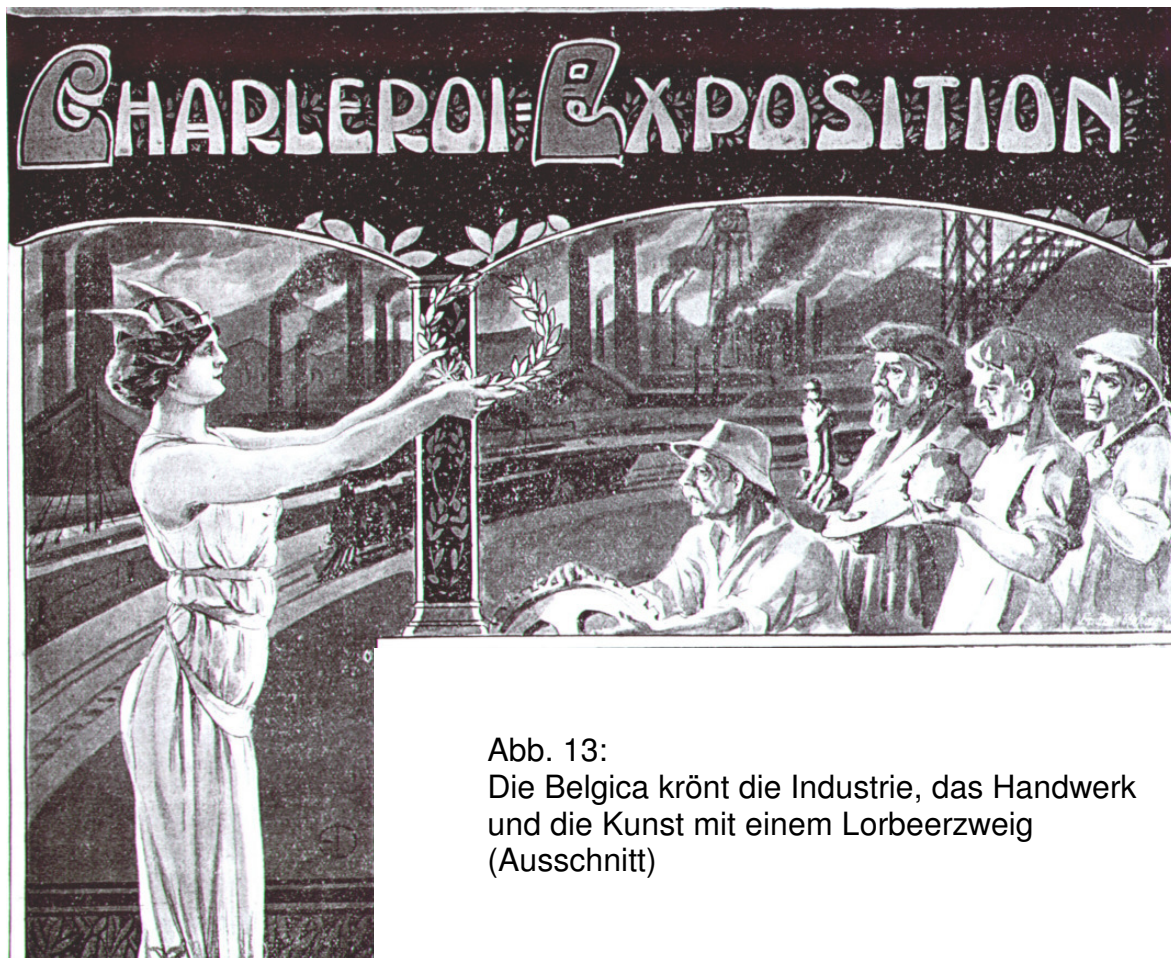 CHARLEROI=EXPOSITION
Abb. 13:
Die Belgica krönt die Industrie, das Handwerk
und die Kunst mit einem Lorbeerzweig
(Ausschnitt)